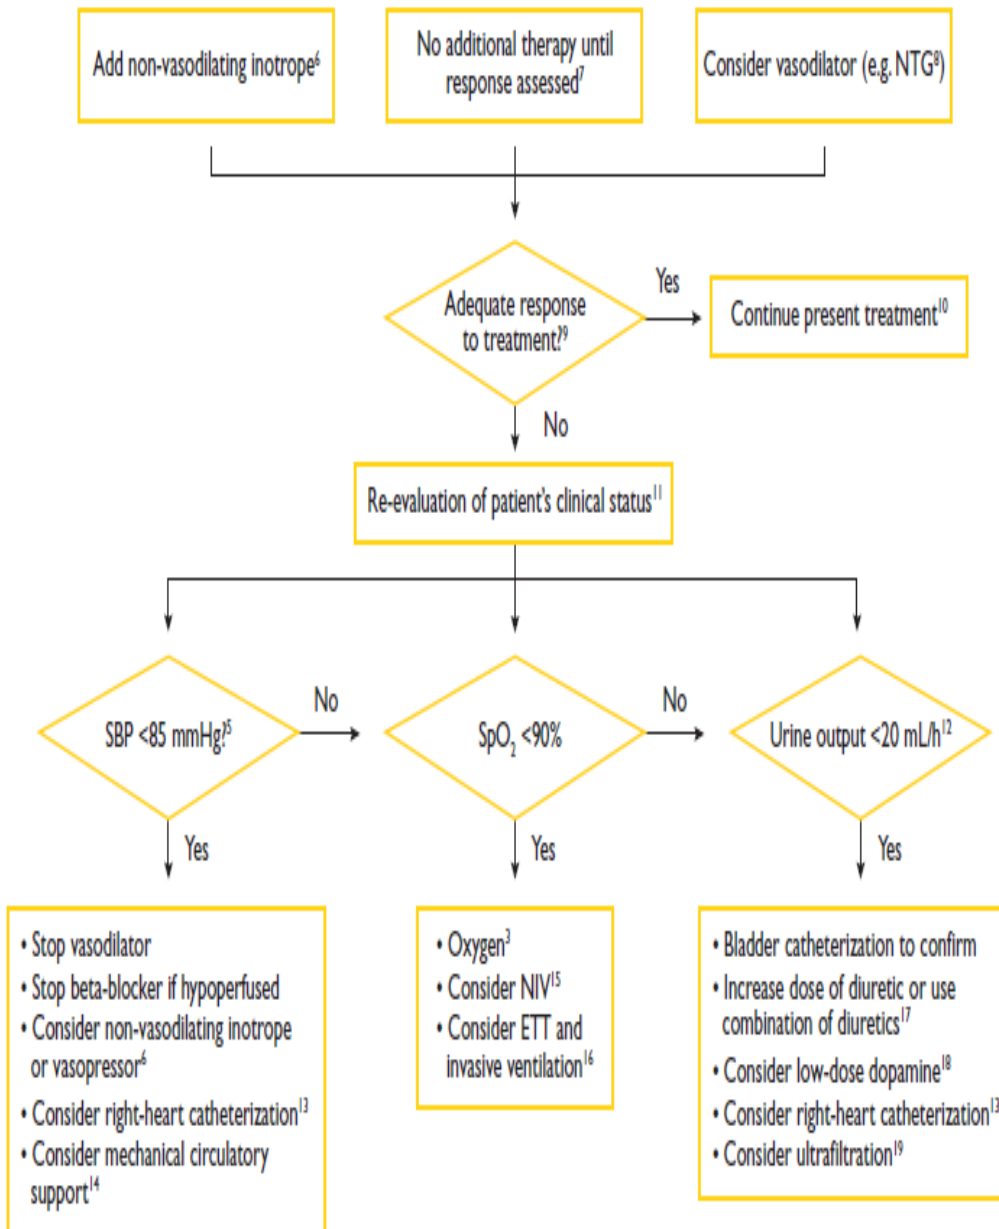 Add non-vasodilating inotrope⁶
No additional therapy until
response assessed⁷
Consider vasodilator (e.g. NTG⁸)
Adequate response
to treatment?⁹
Yes
Continue present treatment¹⁰
No
Re-evaluation of patient's clinical status¹¹
SBP <85 mmHg?⁵
No
SpO₂ <90%
No
Urine output <20 mL/h¹²
Yes
Yes
Yes
• Stop vasodilator
• Stop beta-blocker if hypoperfused
• Consider non-vasodilating inotrope
or vasopressor⁶
• Consider right-heart catheterization¹³
• Consider mechanical circulatory
support¹⁴
• Oxygen³
• Consider NIV¹⁵
• Consider ETT and
invasive ventilation¹⁶
• Bladder catheterization to confirm
• Increase dose of diuretic or use
combination of diuretics¹⁷
• Consider low-dose dopamine¹⁸
• Consider right-heart catheterization¹³
• Consider ultrafiltration¹⁹